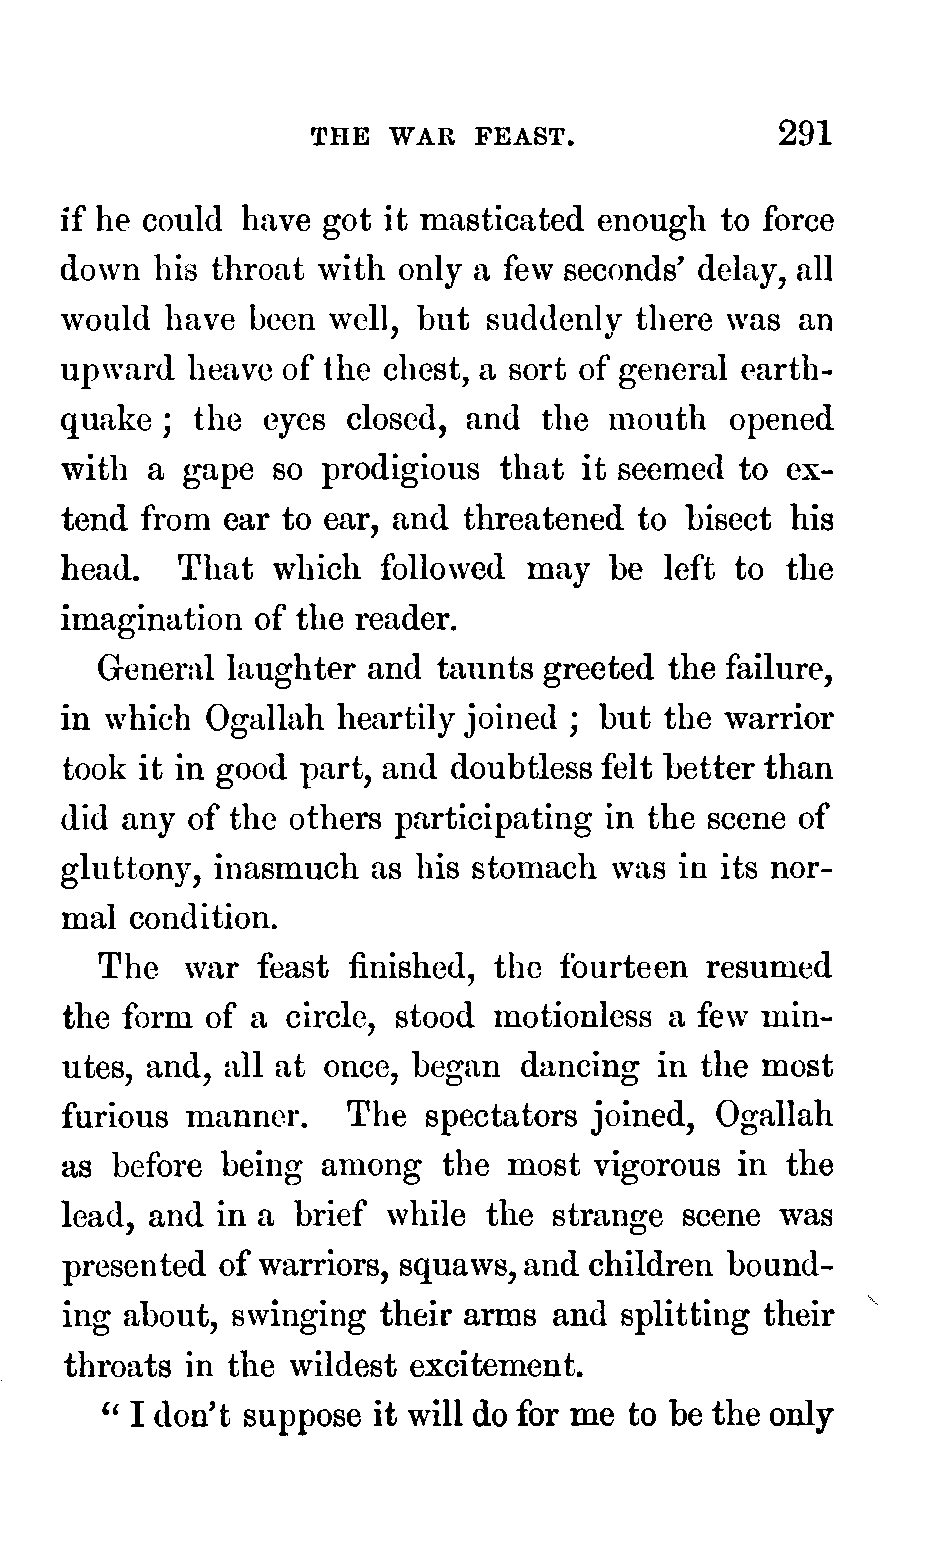 THE WAR FEAST. 291
if he could have got it masticated enough to force
down his throat with only a few seconds' delay, all
would have been well, but suddenly there was an
upward heave of the chest, a sort of general earth-
quake ; the eyes closed, and the mouth opened
with a gape so prodigious that it seemed to ex-
tend from ear to ear, and threatened to bisect his
head. That which followed may be left to the
imagination of the reader.
General laughter and taunts greeted the failure,
in which Ogallah heartily joined ; but the warrior
took it in good part, and doubtless felt better than
did any of the others participating in the scene of
gluttony, inasmuch as his stomach was in its nor-
mal condition.
The war feast finished, the fourteen resumed
the form of a circle, stood motionless a few min-
utes, and, all at once, began dancing in the most
furious manner. The spectators joined, Ogallah
as before being among the most vigorous in the
lead, and in a brief while the strange scene was
presented of warriors, squaws, and children bound-
ing about, swinging their arms and splitting their
throats in the wildest excitement.
“ I don't suppose it will do for me to be the only